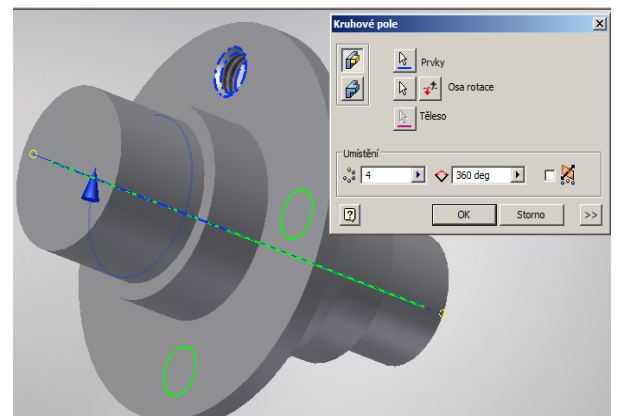 Kruhové pole
Prvky
Osa rotace
Těleso
Umístění
4
360 deg
OK
Storno
>>